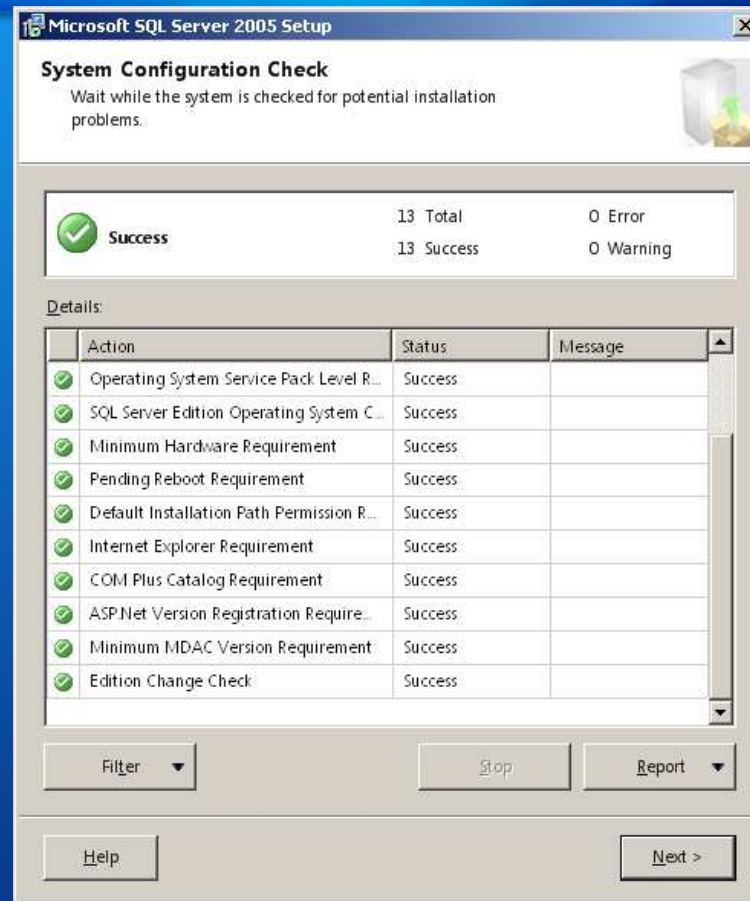 Microsoft SQL Server 2005 Setup
System Configuration Check
Wait while the system is checked for potential installation
problems.
Success
13 Total
0 Error
13 Success
0 Warning
Details:
Action Status Message
Operating System Service Pack Level R... Success
SQL Server Edition Operating System C... Success
Minimum Hardware Requirement Success
Pending Reboot Requirement Success
Default Installation Path Permission R... Success
Internet Explorer Requirement Success
COM Plus Catalog Requirement Success
ASP.Net Version Registration Require... Success
Minimum MDAC Version Requirement Success
Edition Change Check Success
Filter
Stop
Report
Help
Next >